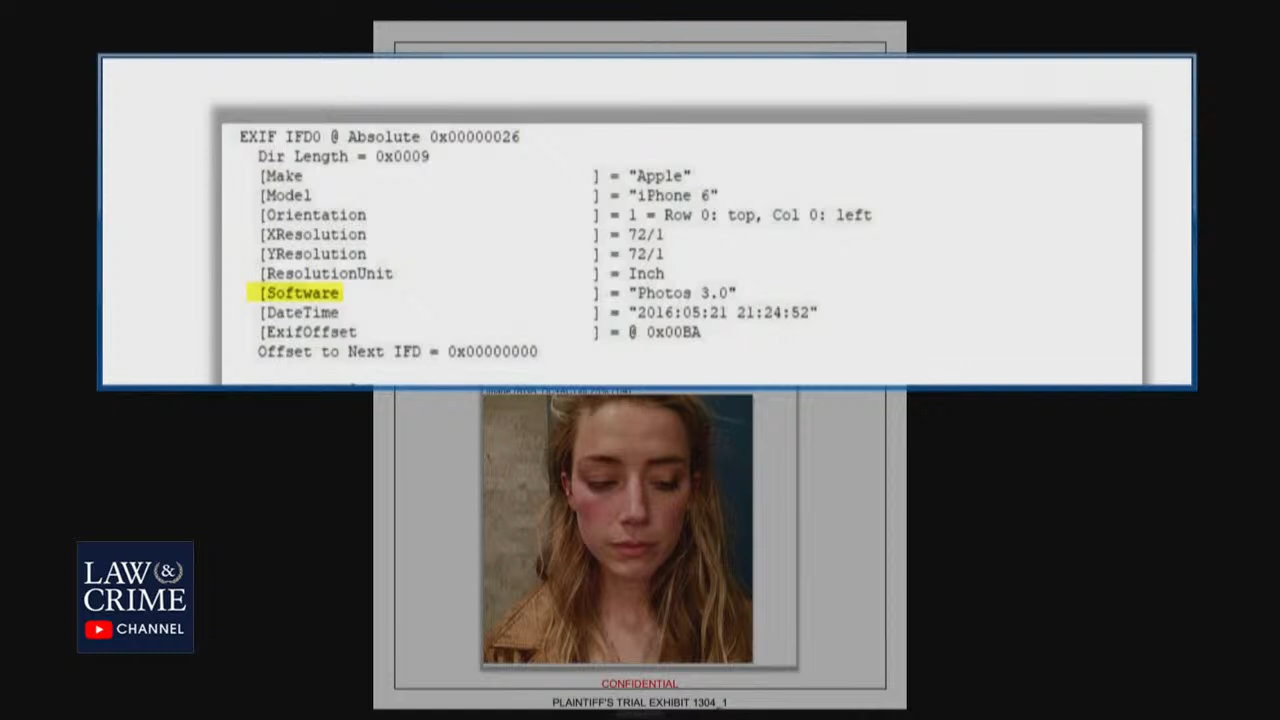 EXIF IFD0 @ Absolute 0x00000026
Dir Length = 0x0009
[Make ] = "Apple"
[Model ] = "iPhone 6"
[Orientation ] = 1 = Row 0: top, Col 0: left
[XResolution ] = 72/1
[YResolution ] = 72/1
[ResolutionUnit ] = Inch
[Software ] = "Photos 3.0"
[DateTime ] = "2016:05:21 21:24:52"
[ExifOffset ] = @ 0x00BA
Offset to Next IFD = 0x00000000
LAW &
CRIME
CHANNEL
CONFIDENTIAL
PLAINTIFF'S TRIAL EXHIBIT 1304_1